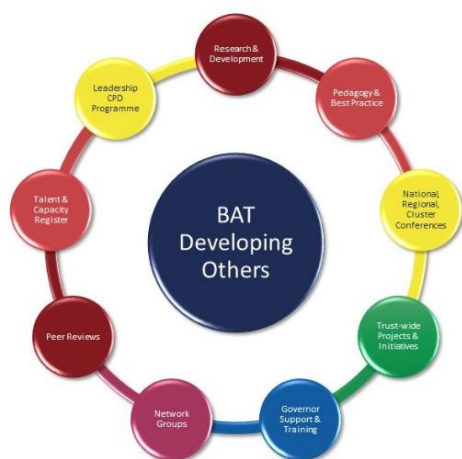 BAT
Developing
Others
Research &
Development
Pedagogy &
Best Practice
National,
Regional,
Cluster
Conferences
Trust-wide
Projects &
Initiatives
Governor
Support &
Training
Network
Groups
Peer Reviews
Talent &
Capacity
Register
Leadership
CPD
Programme